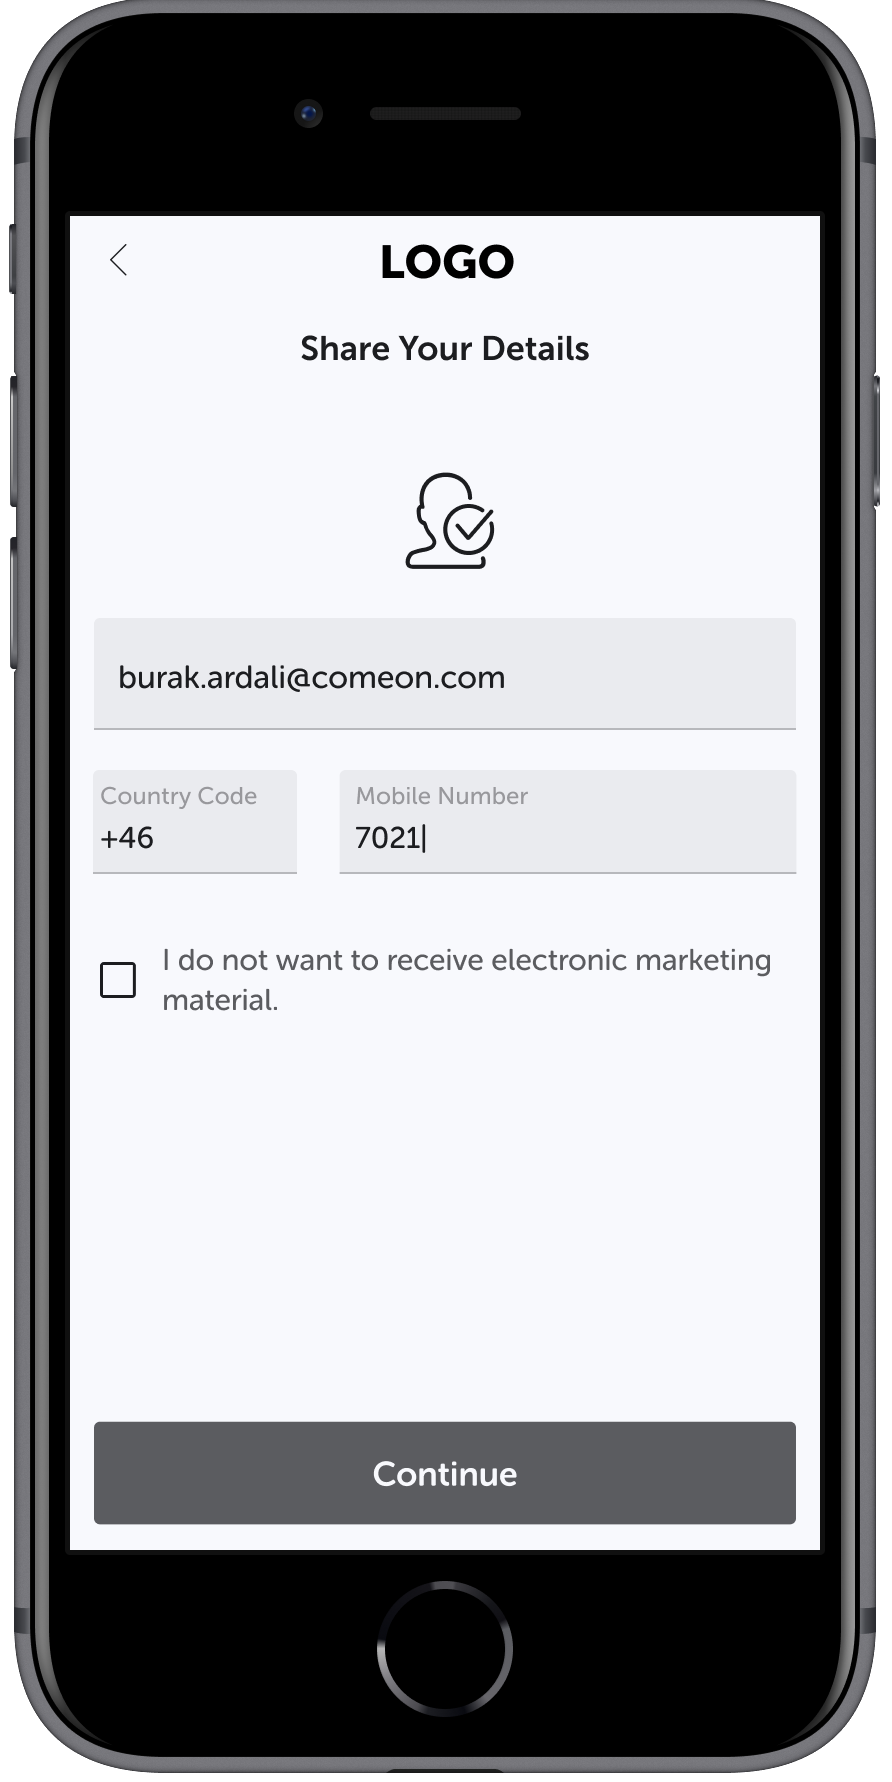 LOGO
Share Your Details
burak.ardali@comeon.com
Country Code
+46
Mobile Number
7021
I do not want to receive electronic marketing
material.
Continue